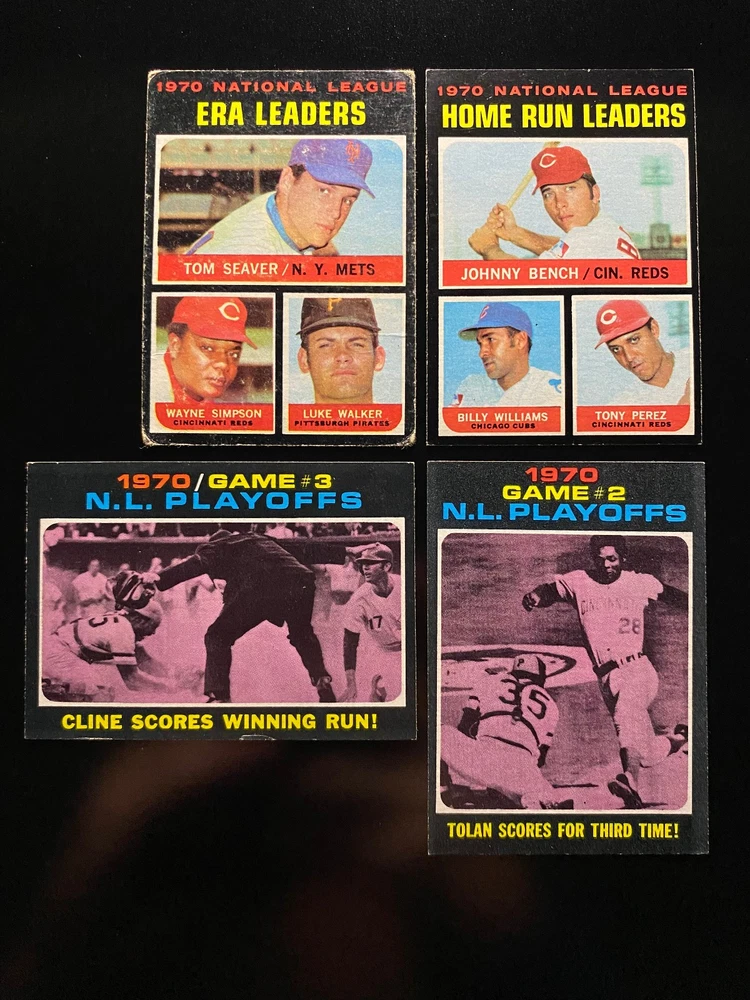 1970 NATIONAL LEAGUE
ERA LEADERS
TOM SEAVER / N. Y. METS
WAYNE SIMPSON
CINCINNATI REDS
LUKE WALKER
PITTSBURGH PIRATES
1970 NATIONAL LEAGUE
HOME RUN LEADERS
JOHNNY BENCH / CIN. REDS
BILLY WILLIAMS
CHICAGO CUBS
TONY PEREZ
CINCINNATI REDS
1970/GAME #3
N.L. PLAYOFFS
17
CLINE SCORES WINNING RUN!
1970
GAME #2
N.L. PLAYOFFS
CINCINNATI
28
35
TOLAN SCORES FOR THIRD TIME!